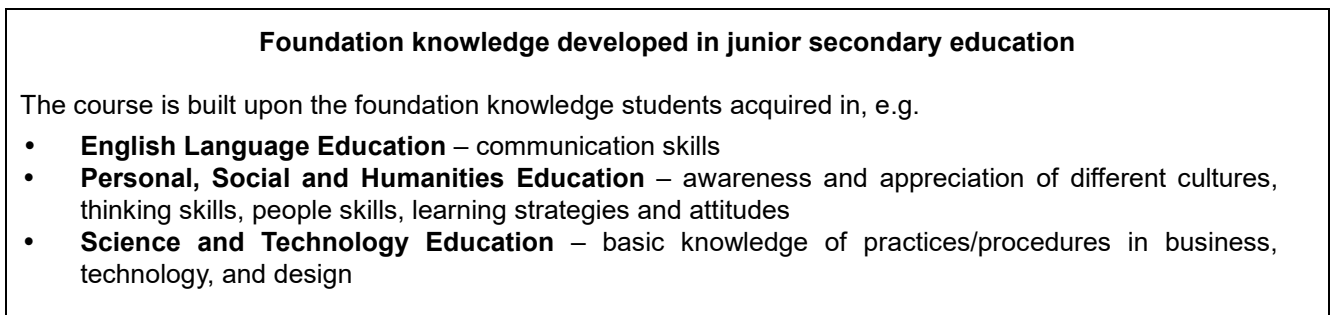 Foundation knowledge developed in junior secondary education
The course is built upon the foundation knowledge students acquired in, e.g.
• English Language Education – communication skills
• Personal, Social and Humanities Education – awareness and appreciation of different cultures,
thinking skills, people skills, learning strategies and attitudes
• Science and Technology Education – basic knowledge of practices/procedures in business,
technology, and design